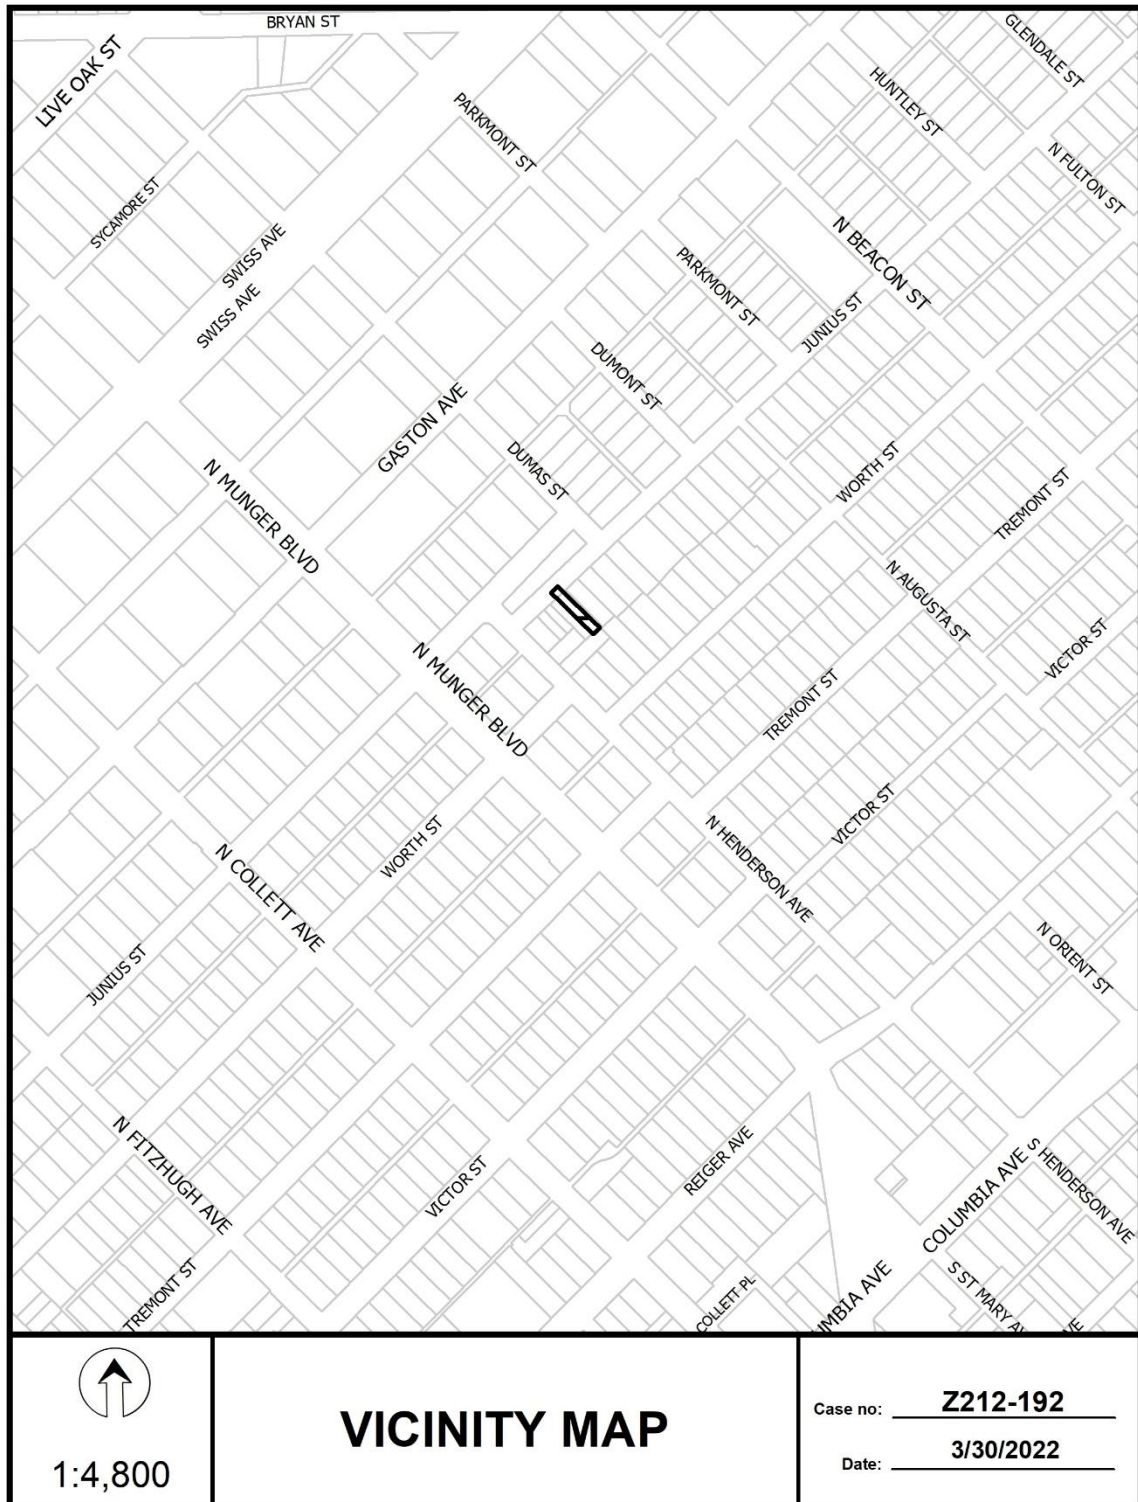 BRYAN ST
GLENDALE ST
LIVE OAK ST
HUNTLEY ST
PARKMONT ST
N FULTON ST
SYCAMORE ST
SWISS AVE
N BEACON ST
PARKMONT ST
SWISS AVE
JUNIUS ST
DUMONT ST
GASTON AVE
DUMAS ST
WORTH ST
TREMONT ST
N MUNGER BLVD
N AUGUSTA ST
VICTOR ST
N MUNGER BLVD
TREMONT ST
VICTOR ST
WORTH ST
N HENDERSON AVE
N COLLETT AVE
N ORIENT ST
JUNIUS ST
N FITZHUGH AVE
REIGER AVE
VICTOR ST
COLUMBIA AVE
S HENDERSON AVE
TREMONT ST
COLLETT PL
UMBIA AVE
S ST MARY AV
VE
1:4,800
VICINITY MAP
Case no: Z212-192
Date: 3/30/2022